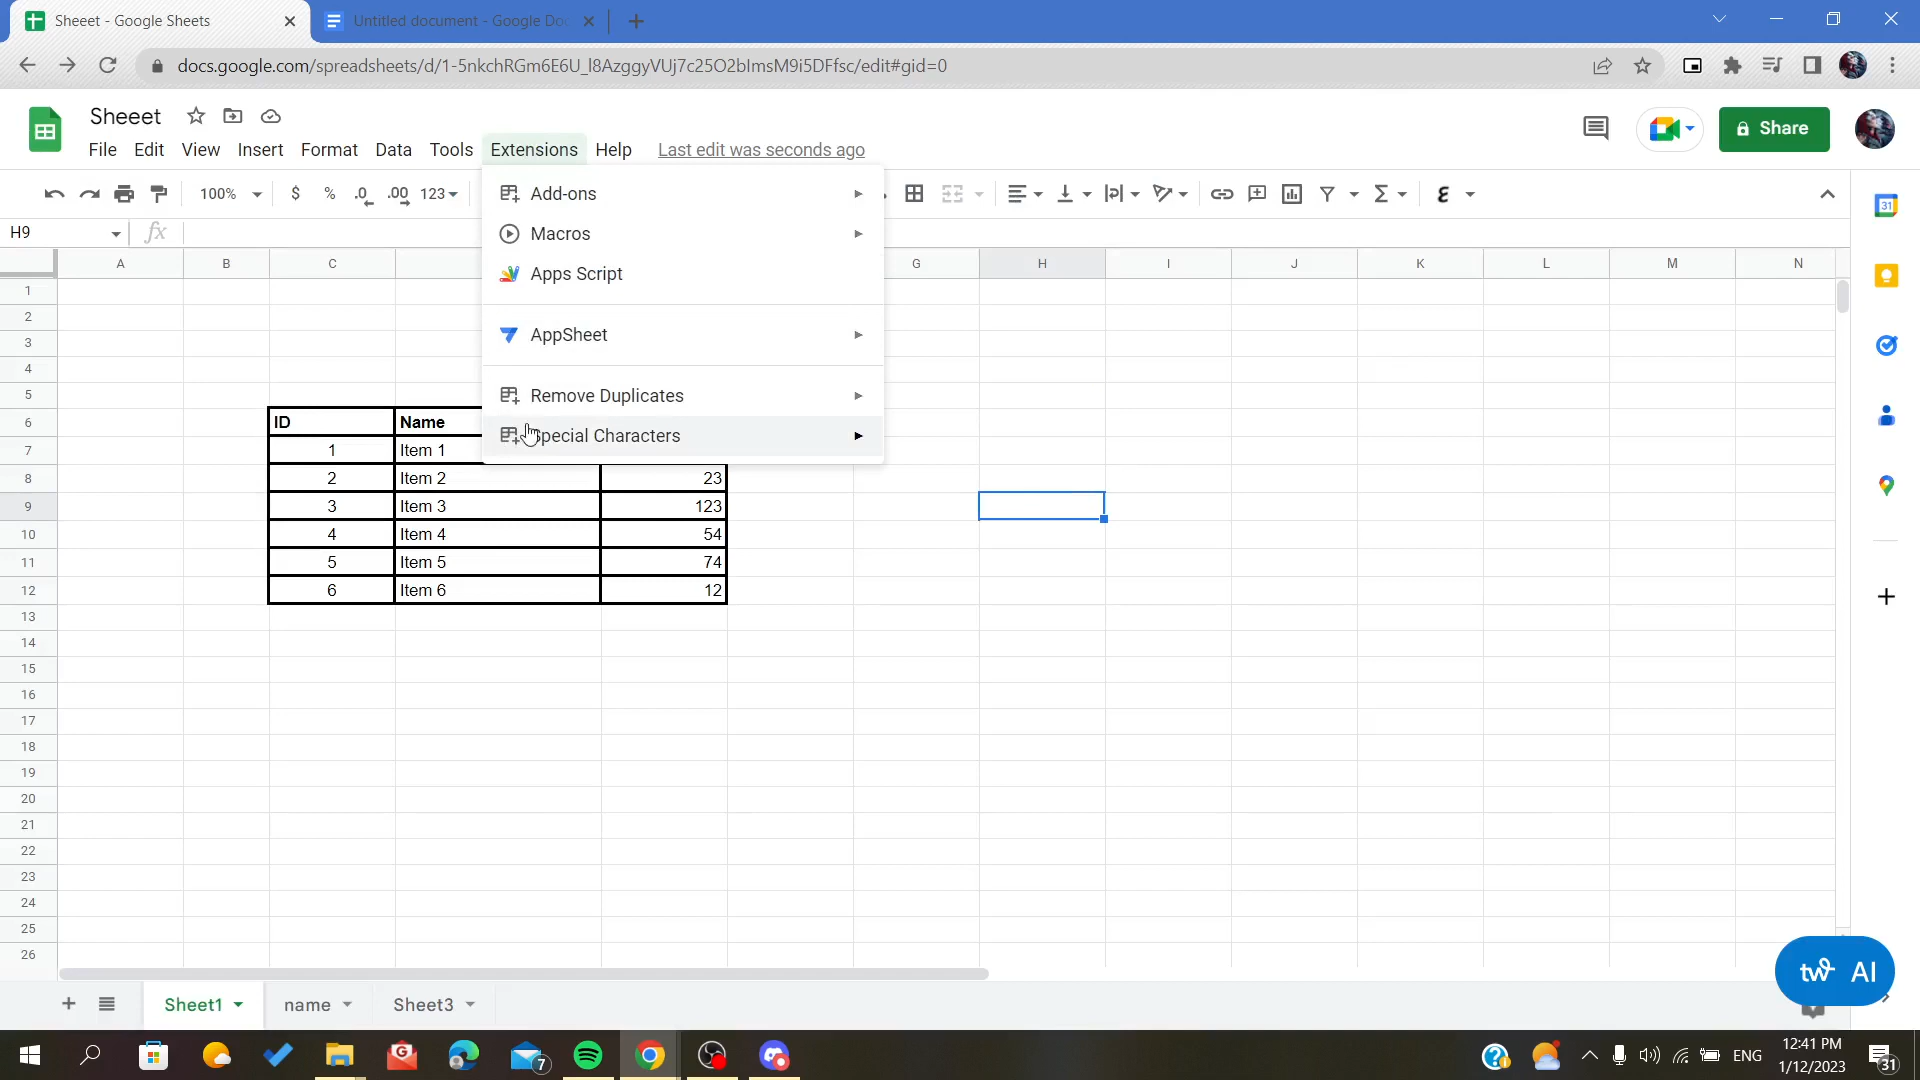 Sheeet - Google Sheets
Untitled document - Google Do
docs.google.com/spreadsheets/d/1-5nkchRGm6E6U_I8AzggyVUj7c25O2bImsM9i5DFfsc/edit#gid=0
Sheeet
File Edit View Insert Format Data Tools Extensions Help Last edit was seconds ago
Share
100% $ % .0 .00 123
H9 fx
Add-ons
Macros
Apps Script
AppSheet
Remove Duplicates
Special Characters
A B C G H I J K L M N
1
2
3
4
5
6 ID Name
7 1 Item 1
8 2 Item 2 23
9 3 Item 3 123
10 4 Item 4 54
11 5 Item 5 74
12 6 Item 6 12
13
14
15
16
17
18
19
20
21
22
23
24
25
26
31
AI
Sheet1 name Sheet3
7
ENG
12:41 PM
1/12/2023
31